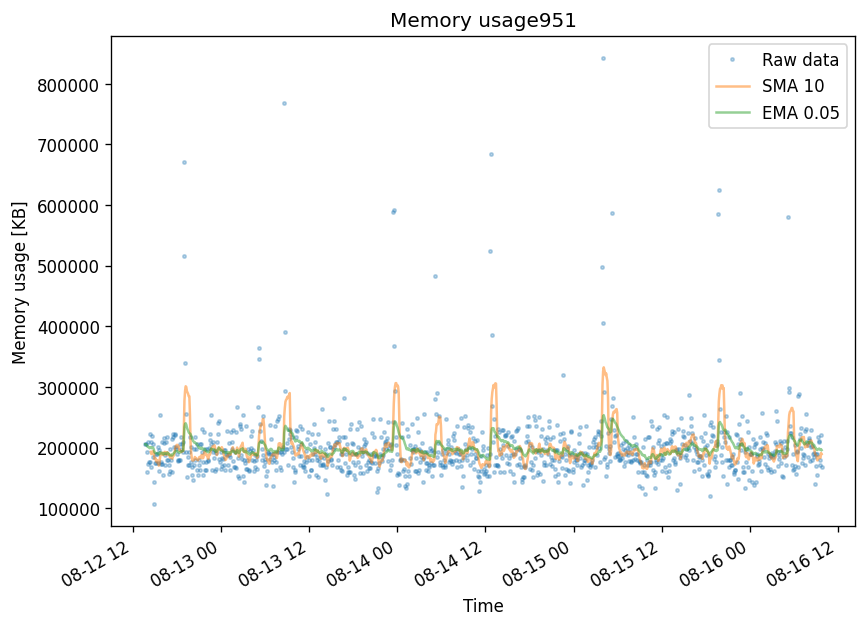 Memory usage951
Raw data
SMA 10
EMA 0.05
Memory usage [KB]
800000
700000
600000
500000
400000
300000
200000
100000
08-12 12
08-13 00
08-13 12
08-14 00
08-14 12
08-15 00
08-15 12
08-16 00
08-16 12
Time